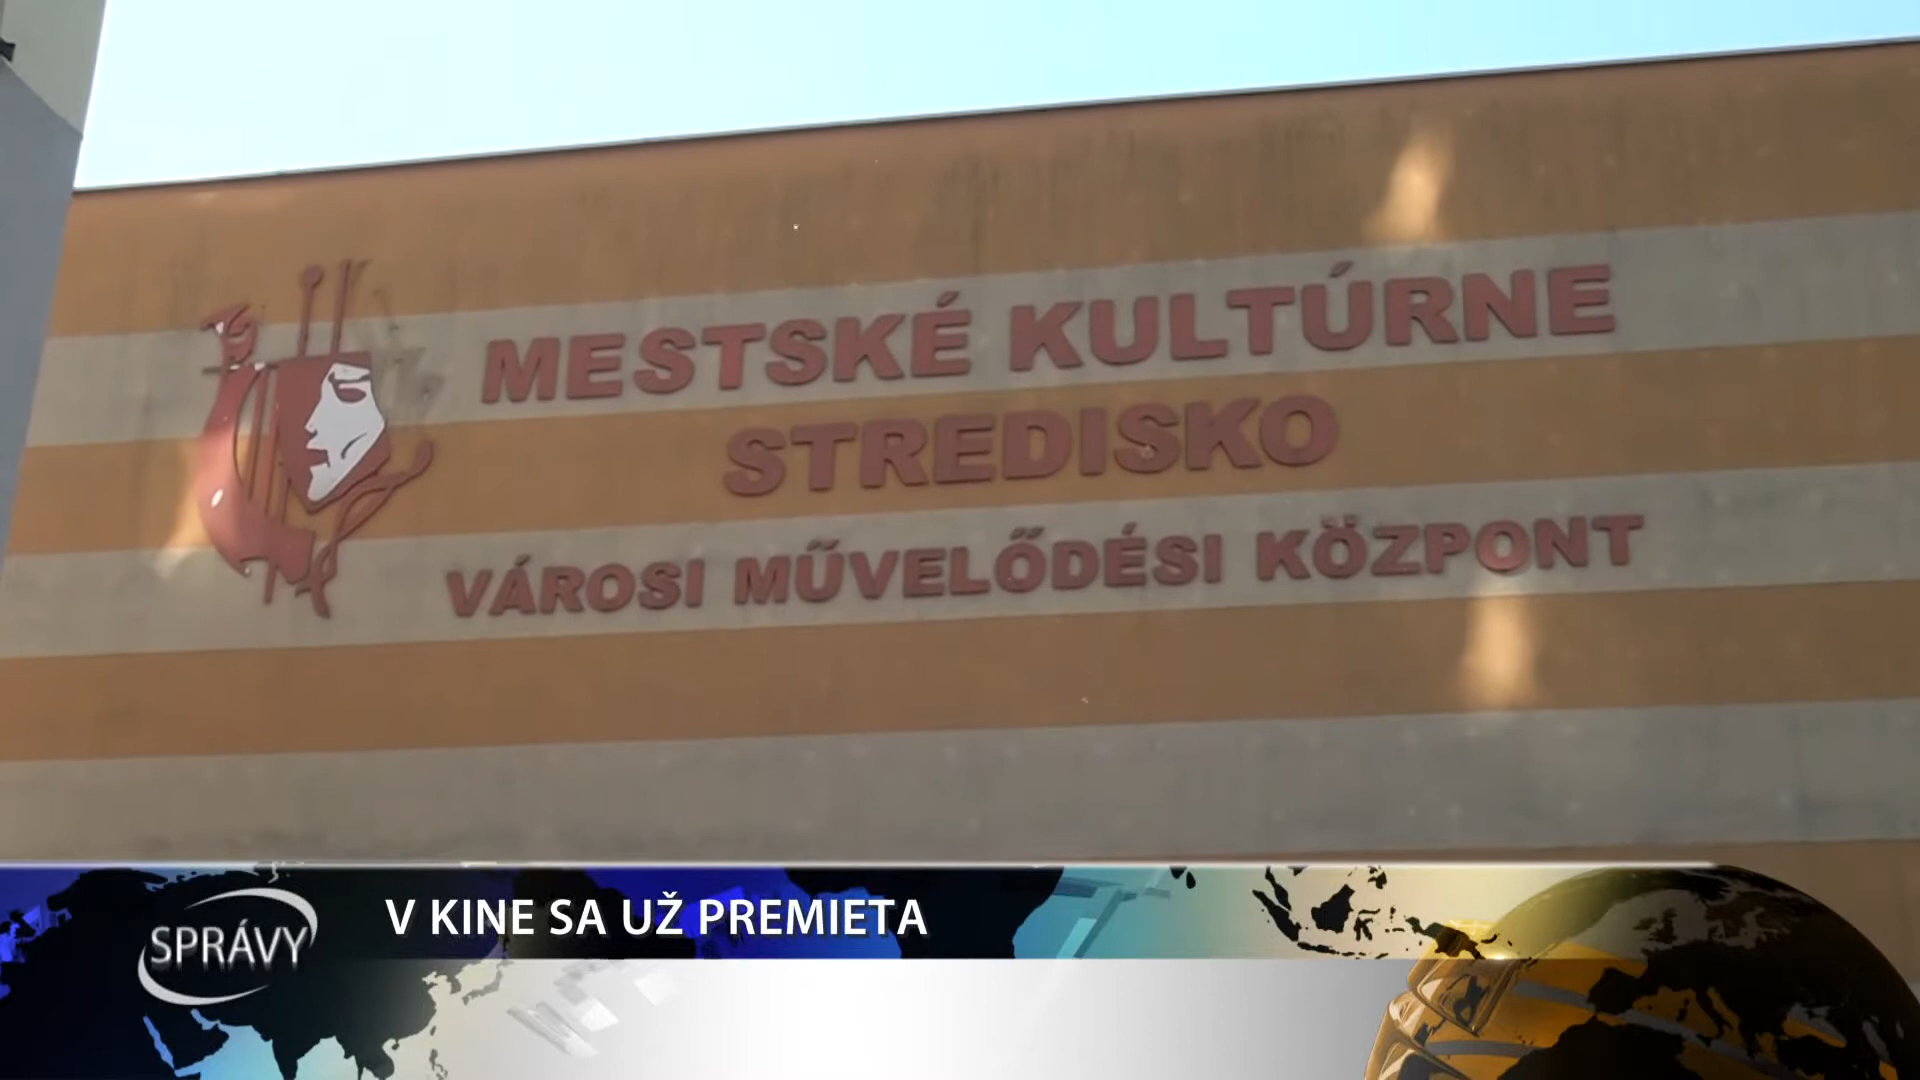 MESTSKÉ KULTÚRNE
STREDISKO
VÁROSI MŰVELŐDÉSI KÖZPONT
SPRÁVY
V KINE SA UŽ PREMIETA